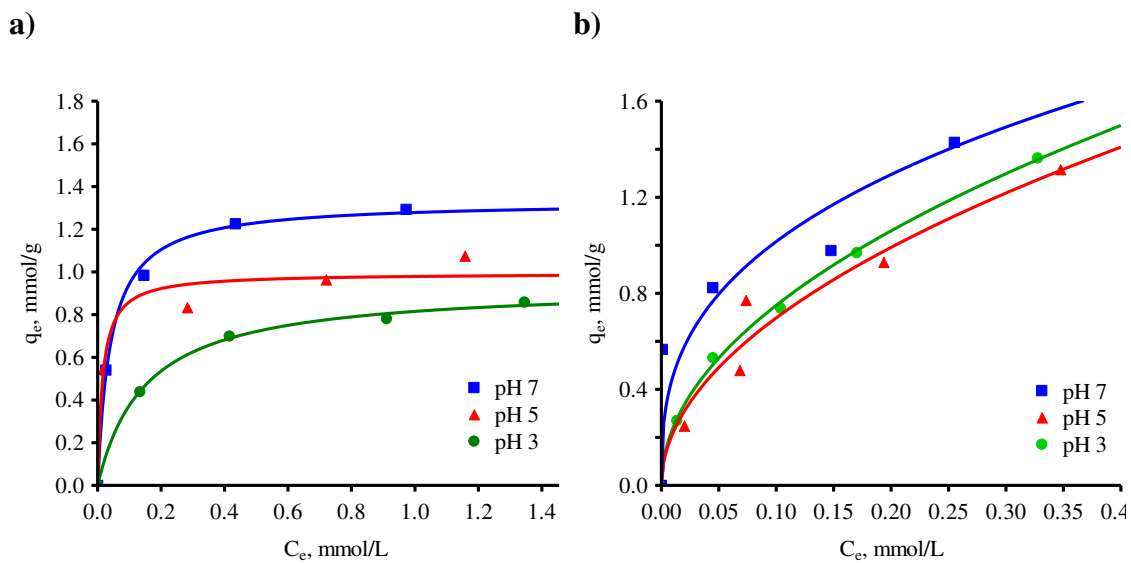 a)
1.8
1.6
1.4
1.2
1.0
0.8
0.6
0.4
0.2
0.0
q_e, mmol/g
0.0 0.2 0.4 0.6 0.8 1.0 1.2 1.4
C_e, mmol/L
pH 7
pH 5
pH 3
b)
1.6
1.2
0.8
0.4
0.0
q_e, mmol/g
0.00 0.05 0.10 0.15 0.20 0.25 0.30 0.35 0.4
C_e, mmol/L
pH 7
pH 5
pH 3